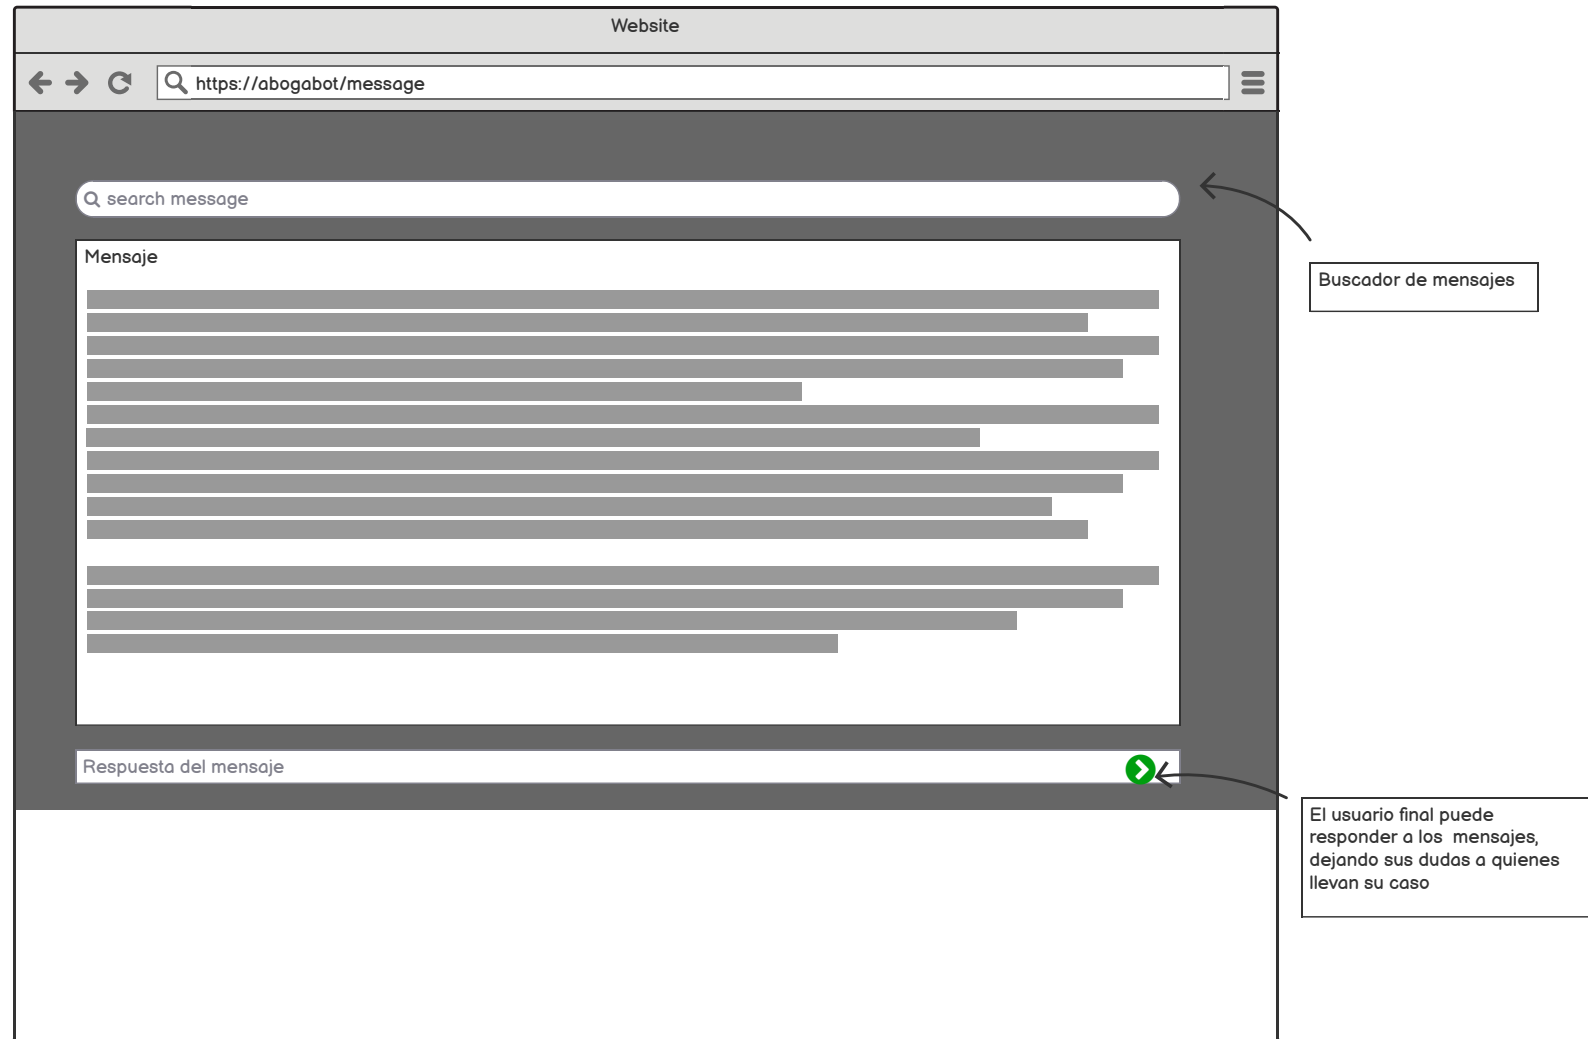 Website
https://abogabot/message
search message
Mensaje
Buscador de mensajes
Respuesta del mensaje
El usuario final puede
responder a los mensajes,
dejando sus dudas a quienes
llevan su caso